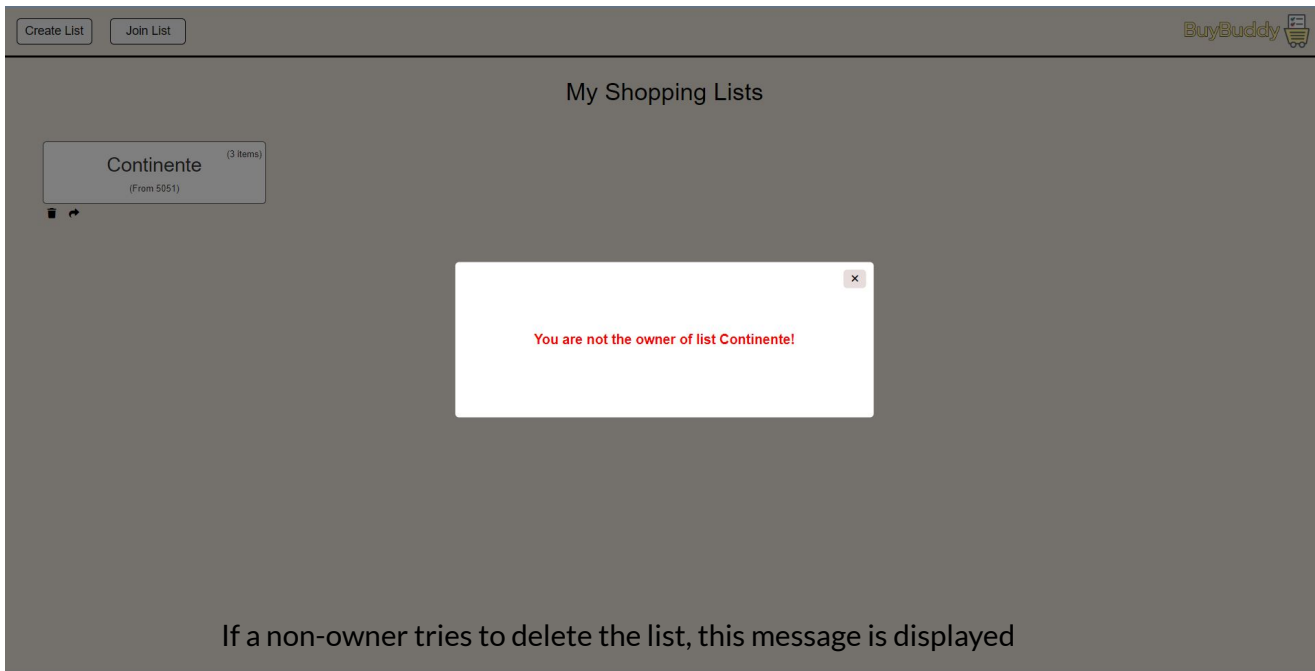 Create List
Join List
BuyBuddy
My Shopping Lists
(3 items)
Continente
(From 5051)
×
You are not the owner of list Continente!
If a non-owner tries to delete the list, this message is displayed